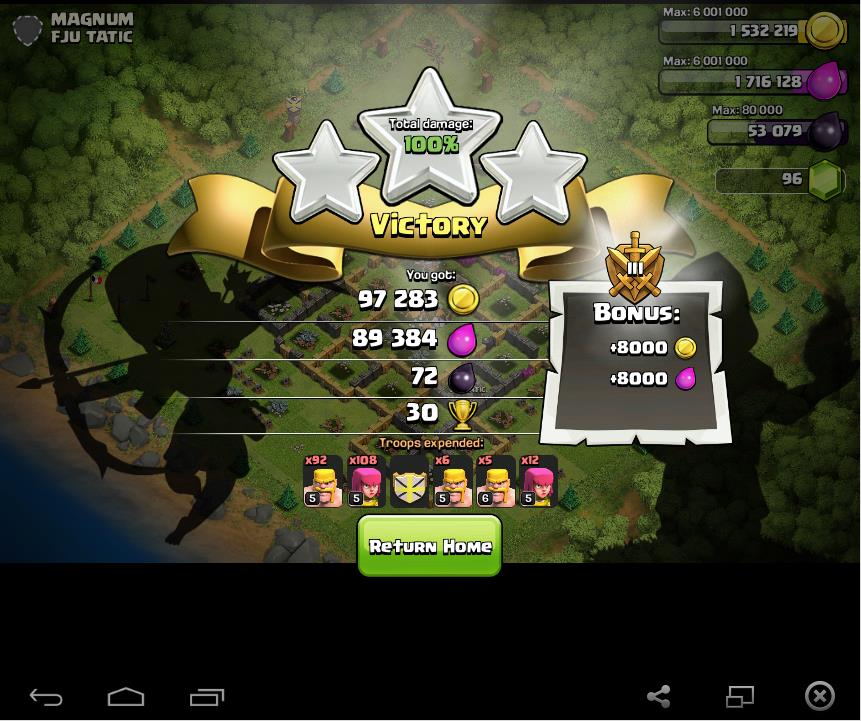 MAGNUM
FJU TATIC
Max: 6 001 000
1 532 219
Max: 6 001 000
1 716 128
Max: 80 000
53 079
96
Total damage:
100%
Victory
You got:
97 283
89 384
72
30
III
Bonus:
+8000
+8000
Troops expended:
x92 x108 x6 x5 x12
5 5 5 6 5
Return Home